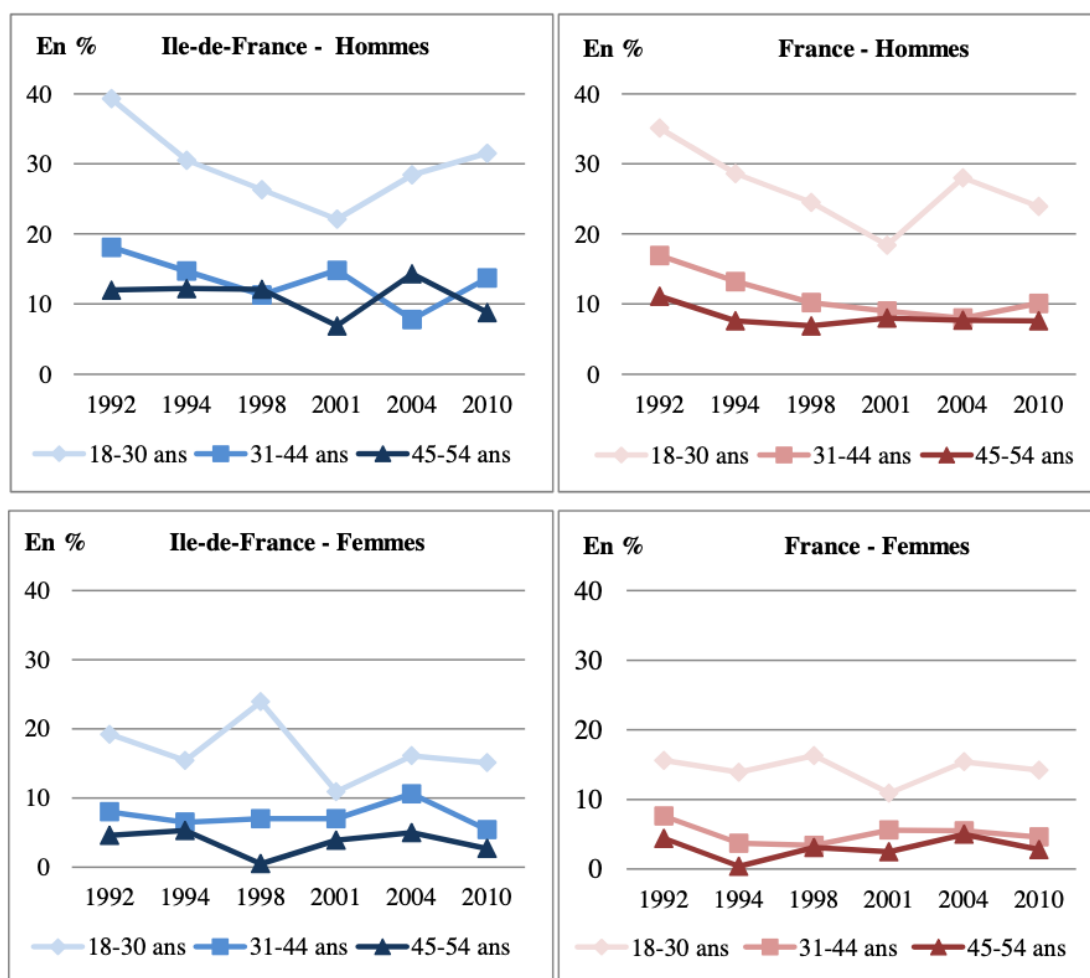 En % Ile-de-France - Hommes
40
30
20
10
0
1992 1994 1998 2001 2004 2010
18-30 ans 31-44 ans 45-54 ans
En % France - Hommes
40
30
20
10
0
1992 1994 1998 2001 2004 2010
18-30 ans 31-44 ans 45-54 ans
En % Ile-de-France - Femmes
40
30
20
10
0
1992 1994 1998 2001 2004 2010
18-30 ans 31-44 ans 45-54 ans
En % France - Femmes
40
30
20
10
0
1992 1994 1998 2001 2004 2010
18-30 ans 31-44 ans 45-54 ans